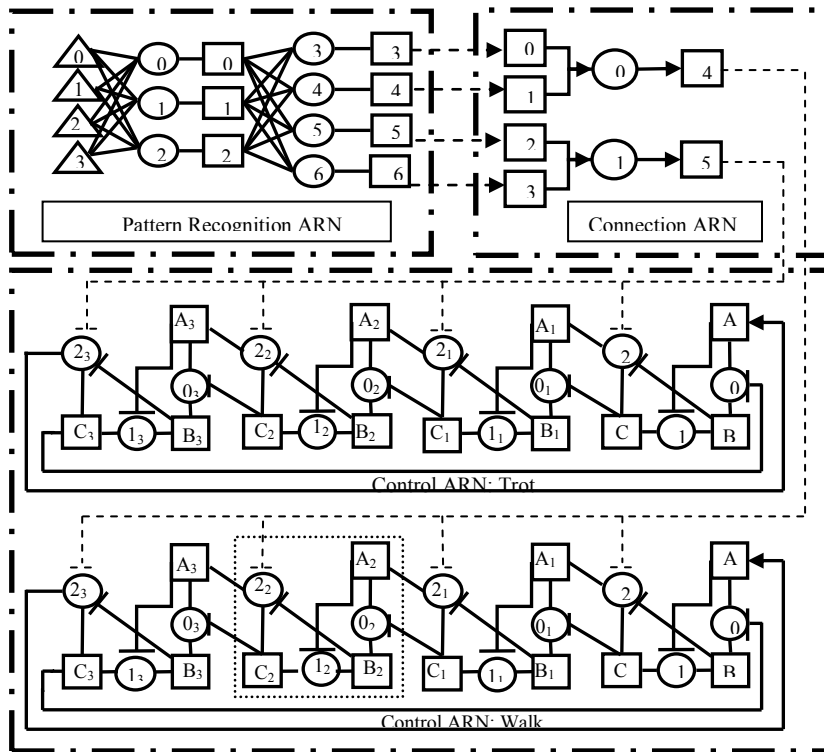 0 0 0 3 3 0 0 4
1 1 1 4 4 1
2 2 2 5 5 2 1 5
3 6 6 3
Pattern Recognition ARN
Connection ARN
A₃ A₂ A₁ A
2₃ 2₂ 2₁ 2
0₃ 0₂ 0₁ 0
C₃ 1₃ B₃ C₂ 1₂ B₂ C₁ 1₁ B₁ C 1 B
Control ARN: Trot
A₃ A₂ A₁ A
2₃ 2₂ 2₁ 2
0₃ 0₂ 0₁ 0
C₃ 1₃ B₃ C₂ 1₂ B₂ C₁ 1₁ B₁ C 1 B
Control ARN: Walk